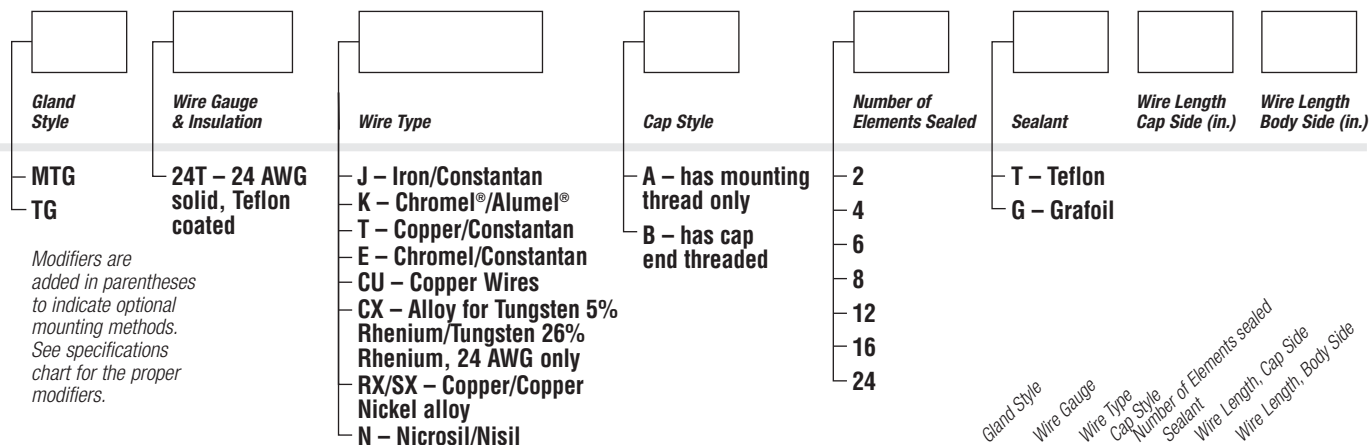 Gland
Style
Wire Gauge
& Insulation
Wire Type
Cap Style
Number of
Elements Sealed
Sealant
Wire Length
Cap Side (in.)
Wire Length
Body Side (in.)
MTG
TG
Modifiers are
added in parentheses
to indicate optional
mounting methods.
See specifications
chart for the proper
modifiers.
24T – 24 AWG
solid, Teflon
coated
J – Iron/Constantan
K – Chromel®/Alumel®
T – Copper/Constantan
E – Chromel/Constantan
CU – Copper Wires
CX – Alloy for Tungsten 5%
Rhenium/Tungsten 26%
Rhenium, 24 AWG only
RX/SX – Copper/Copper
Nickel alloy
N – Nicrosil/Nisil
A – has mounting
thread only
B – has cap
end threaded
2
4
6
8
12
16
24
T – Teflon
G – Grafoil
Gland Style
Wire Gauge
Wire Type
Cap Style
Number of Elements sealed
Sealant
Wire Length, Cap Side
Wire Length, Body Side